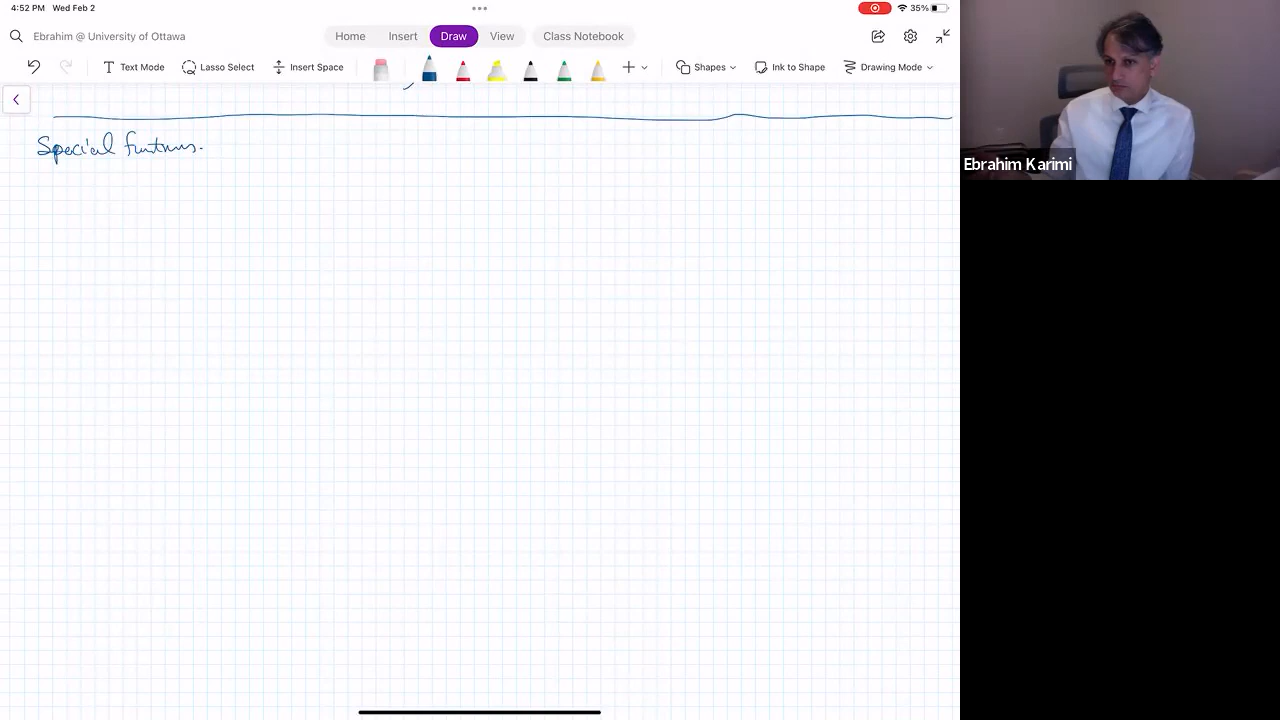 4:52 PM Wed Feb 2
35%
Ebrahim @ University of Ottawa
Home Insert Draw View Class Notebook
Text Mode Lasso Select Insert Space Shapes Ink to Shape Drawing Mode
Special functions.
Ebrahim Karimi